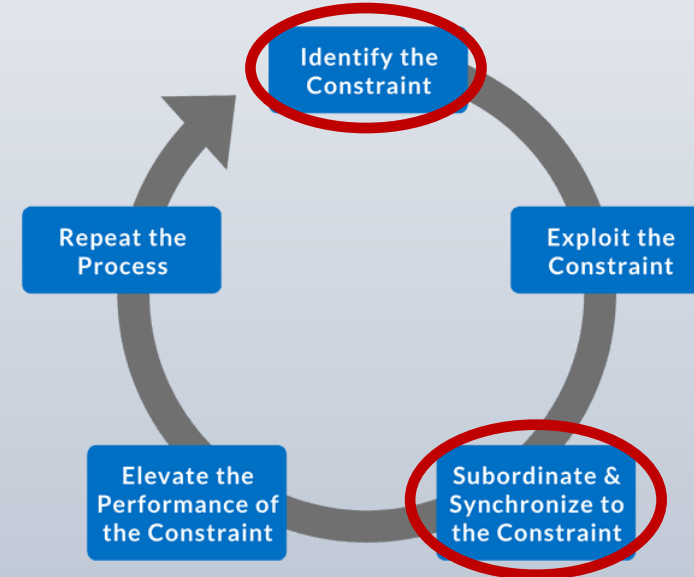 Identify the
Constraint
Exploit the
Constraint
Subordinate &
Synchronize to
the Constraint
Elevate the
Performance of
the Constraint
Repeat the
Process